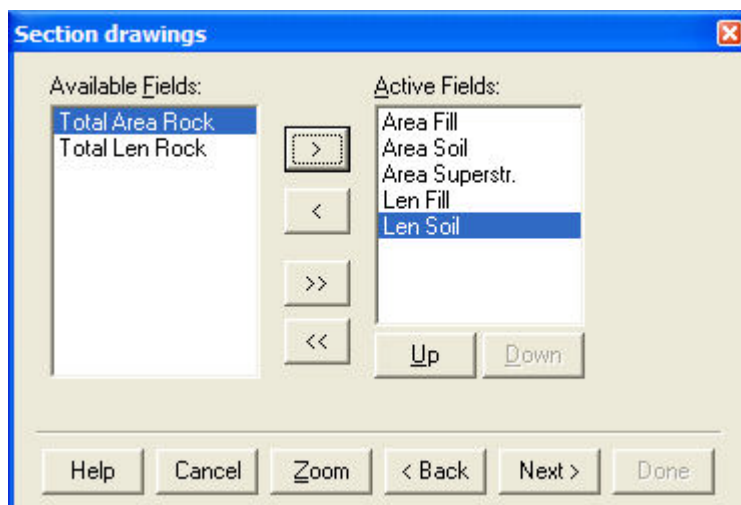 Section drawings
Available Fields:
Total Area Rock
Total Len Rock
>
<
>>
<<
Active Fields:
Area Fill
Area Soil
Area Superstr.
Len Fill
Len Soil
Up Down
Help Cancel Zoom < Back Next > Done